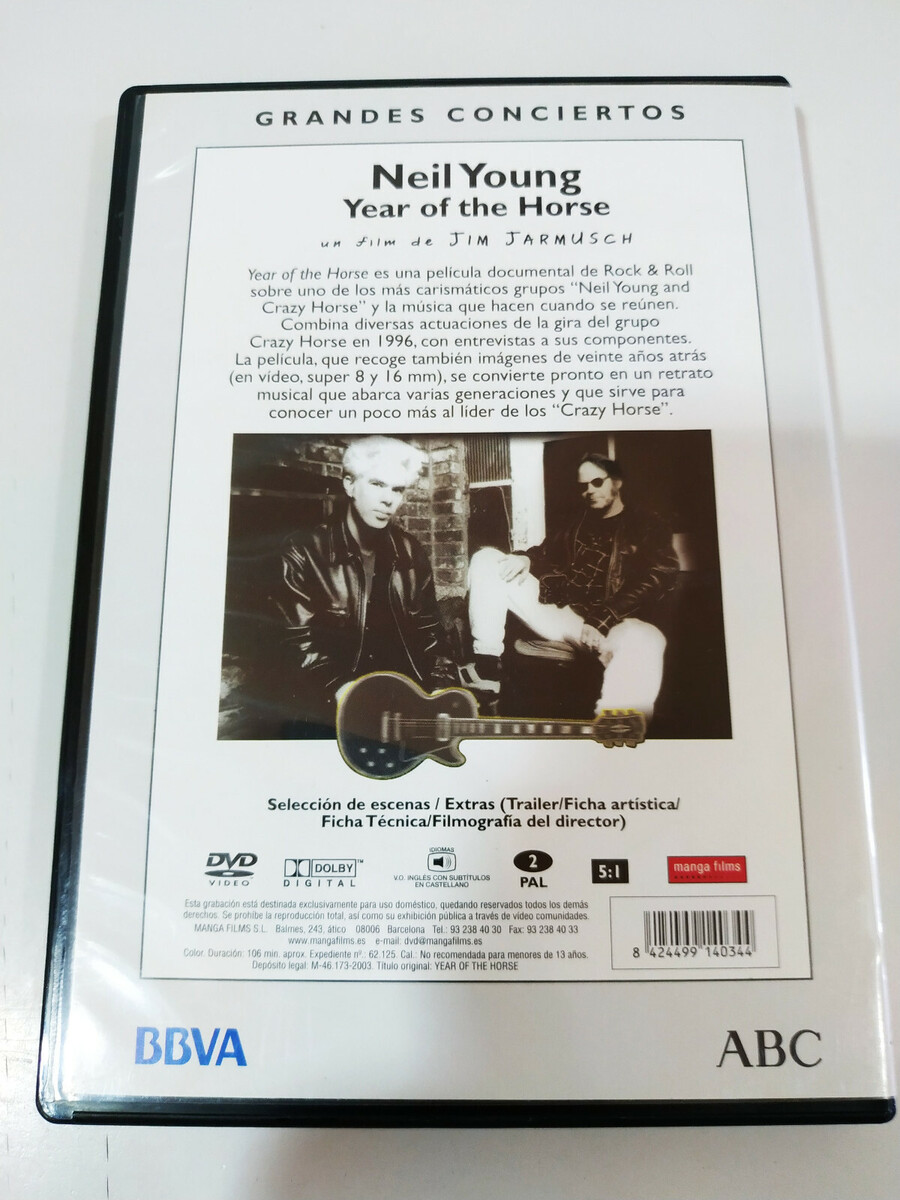 GRANDES CONCIERTOS
Neil Young
Year of the Horse
un film de JIM JARMUSCH
Year of the Horse es una película documental de Rock & Roll
sobre uno de los más carismáticos grupos "Neil Young and
Crazy Horse" y la música que hacen cuando se reúnen.
Combina diversas actuaciones de la gira del grupo
Crazy Horse en 1996, con entrevistas a sus componentes.
La película, que recoge también imágenes de veinte años atrás
(en vídeo, super 8 y 16 mm), se convierte pronto en un retrato
musical que abarca varias generaciones y que sirve para
conocer un poco más al líder de los "Crazy Horse".
Selección de escenas / Extras (Trailer/Ficha artística/
Ficha Técnica/Filmografía del director)
DVD
VIDEO
DOLBY™
DIGITAL
IDIOMAS
V.O. INGLÉS CON SUBTÍTULOS
EN CASTELLANO
2
PAL
5:1
manga films
Esta grabación está destinada exclusivamente para uso doméstico, quedando reservados todos los demás
derechos. Se prohíbe la reproducción total, así como su exhibición pública a través de vídeo comunidades.
MANGA FILMS S.L. Balmes, 243, ático 08006 Barcelona Tel.: 93 238 40 30 Fax: 93 238 40 33
www.mangafilms.es e-mail: dvd@mangafilms.es
Color. Duración: 106 min. aprox. Expediente nº.: 62.125. Cal.: No recomendada para menores de 13 años.
Depósito legal: M-46.173-2003. Título original: YEAR OF THE HORSE
8 424499 140344
BBVA
ABC